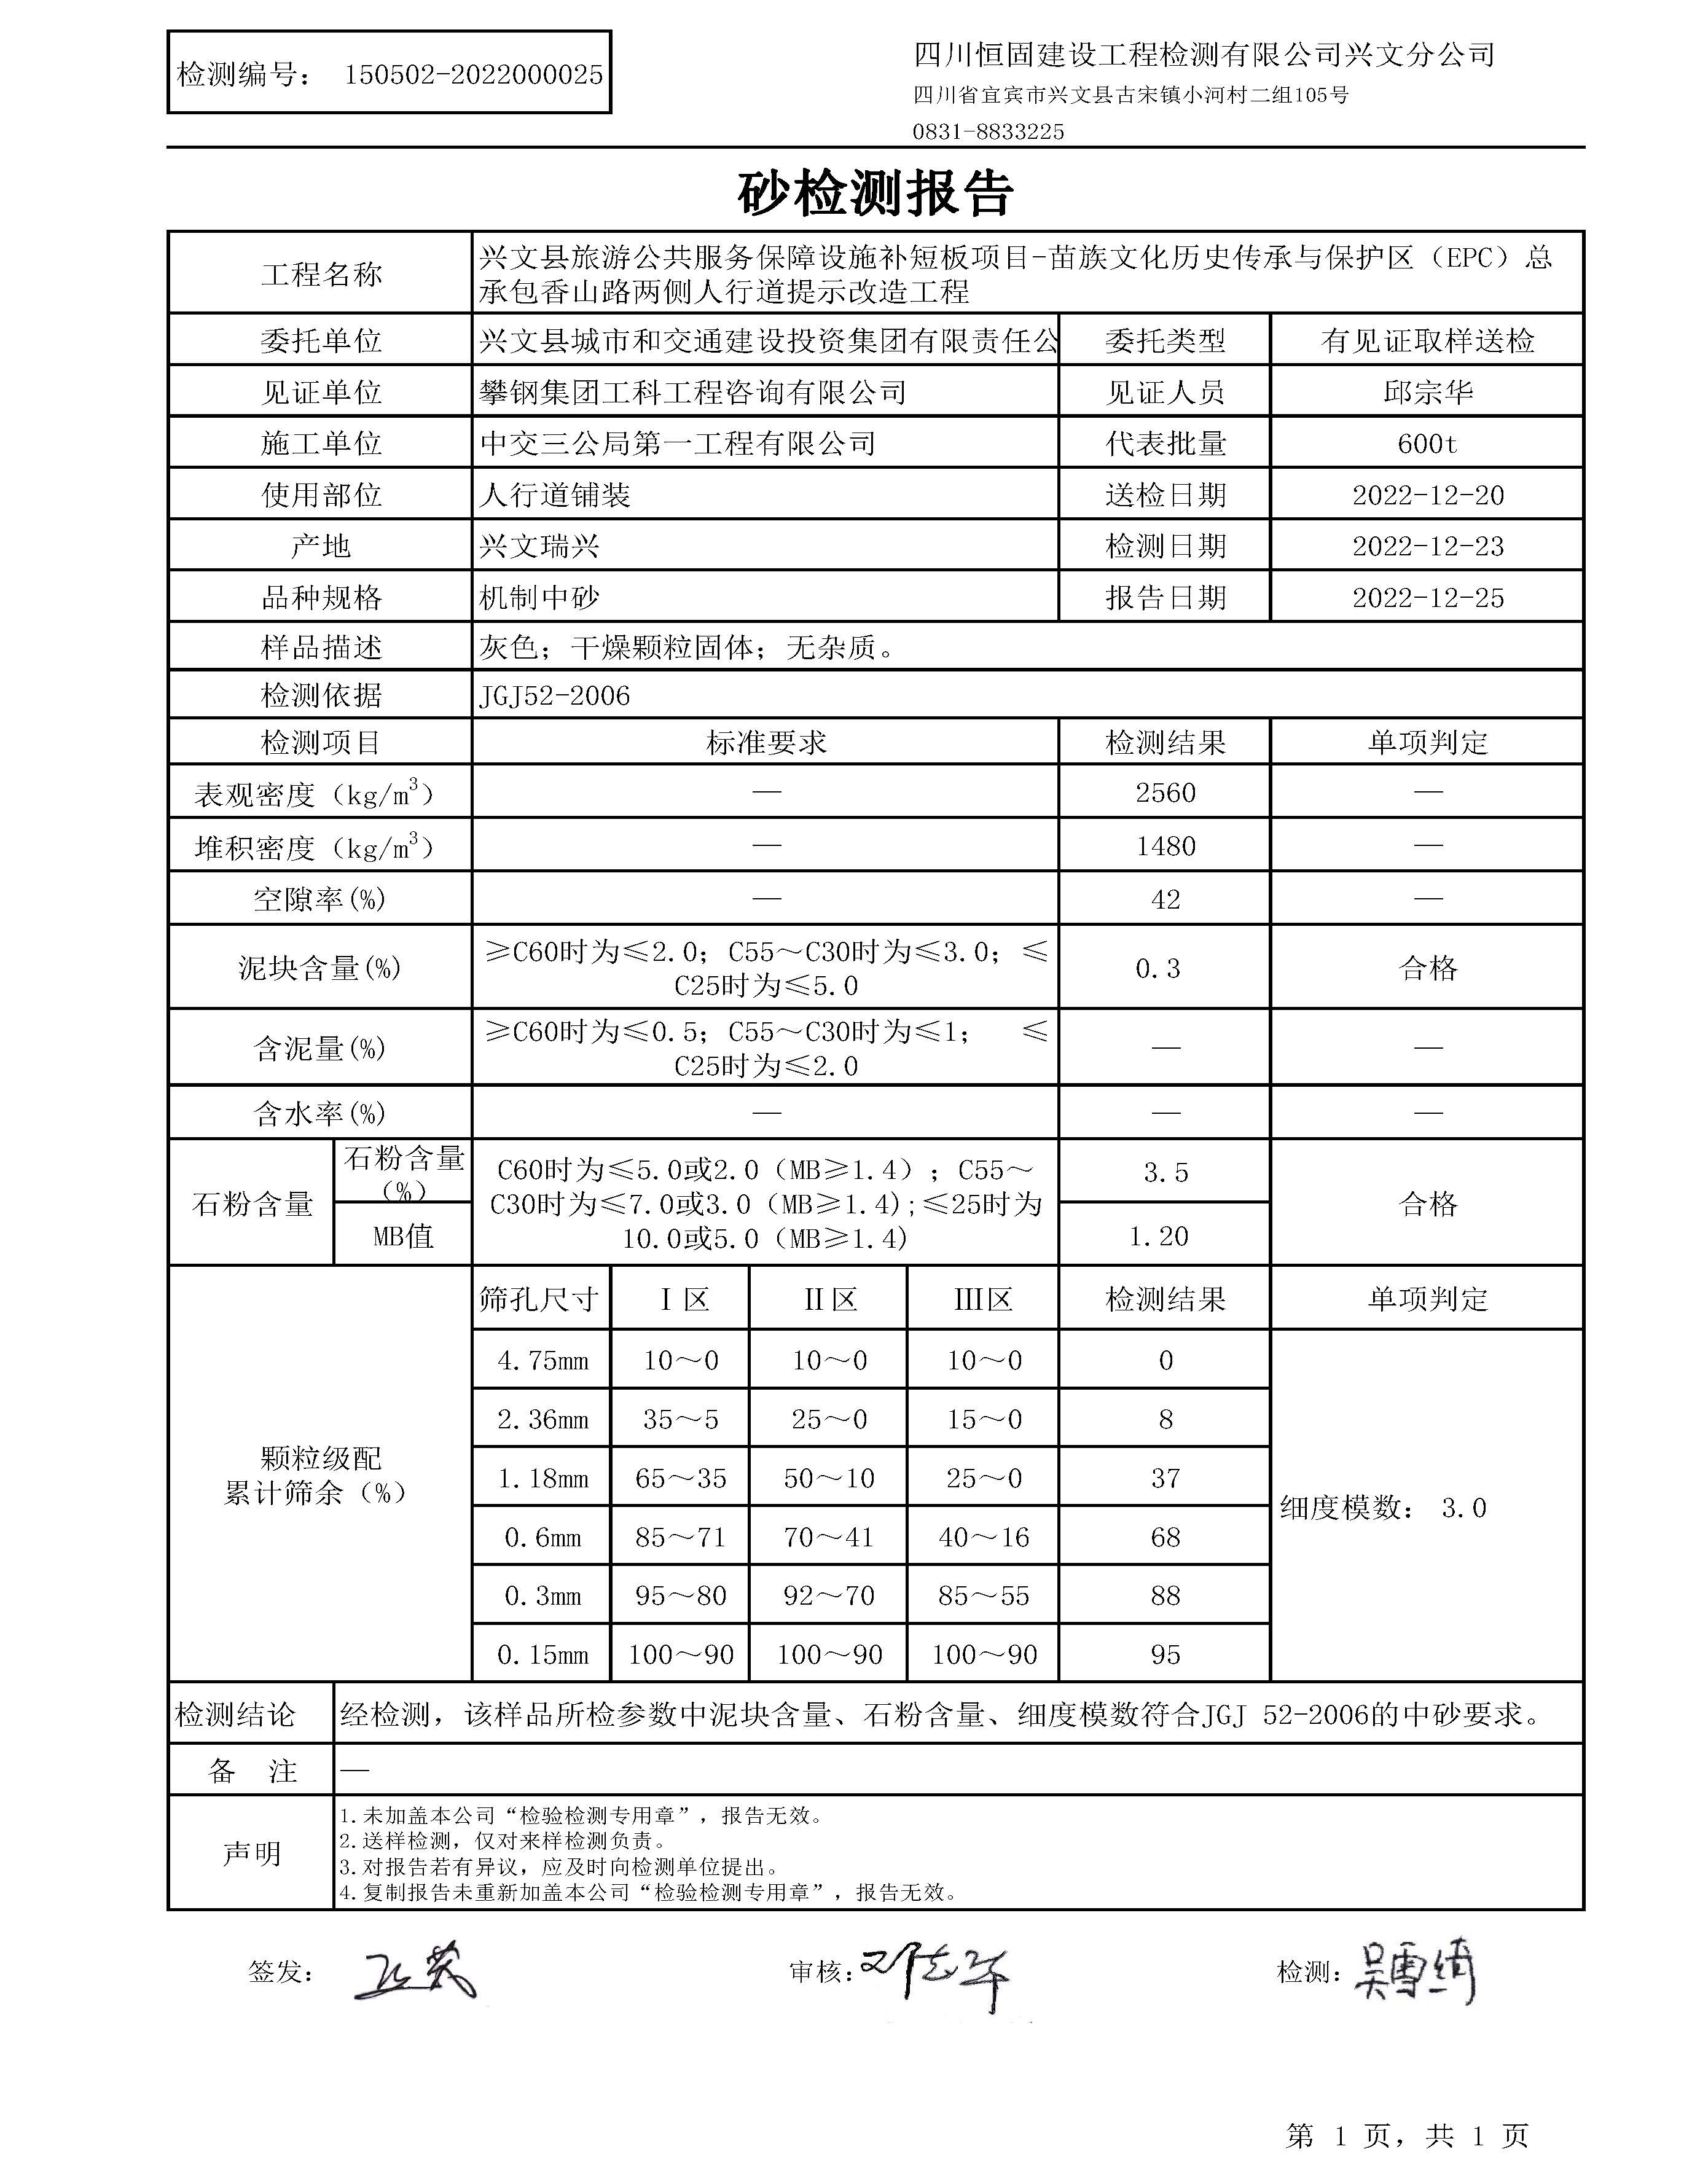 检测编号： 150502-2022000025
四川恒固建设工程检测有限公司兴文分公司
四川省宜宾市兴文县古宋镇小河村二组105号
0831-8833225
砂检测报告
工程名称 兴文县旅游公共服务保障设施补短板项目-苗族文化历史传承与保护区（EPC）总
承包香山路两侧人行道提示改造工程
委托单位 兴文县城市和交通建设投资集团有限责任公 委托类型 有见证取样送检
见证单位 攀钢集团工科工程咨询有限公司 见证人员 邱宗华
施工单位 中交三公局第一工程有限公司 代表批量 600t
使用部位 人行道铺装 送检日期 2022-12-20
产地 兴文瑞兴 检测日期 2022-12-23
品种规格 机制中砂 报告日期 2022-12-25
样品描述 灰色；干燥颗粒固体；无杂质。
检测依据 JGJ52-2006
检测项目 标准要求 检测结果 单项判定
表观密度（kg/m³） — 2560 —
堆积密度（kg/m³） — 1480 —
空隙率(%) — 42 —
泥块含量(%) ≥C60时为≤2.0；C55～C30时为≤3.0；≤
C25时为≤5.0 0.3 合格
含泥量(%) ≥C60时为≤0.5；C55～C30时为≤1； ≤
C25时为≤2.0 — —
含水率(%) — — —
石粉含量 石粉含量
(%) C60时为≤5.0或2.0（MB≥1.4）；C55～
C30时为≤7.0或3.0（MB≥1.4);≤25时为
10.0或5.0（MB≥1.4) 3.5 合格
MB值 1.20
颗粒级配
累计筛余（%）
筛孔尺寸 Ⅰ区 Ⅱ区 Ⅲ区 检测结果 单项判定
4.75mm 10～0 10～0 10～0 0
2.36mm 35～5 25～0 15～0 8
1.18mm 65～35 50～10 25～0 37
0.6mm 85～71 70～41 40～16 68
0.3mm 95～80 92～70 85～55 88
0.15mm 100～90 100～90 100～90 95
细度模数： 3.0
检测结论 经检测，该样品所检参数中泥块含量、石粉含量、细度模数符合JGJ 52-2006的中砂要求。
备 注 —
声明
1.未加盖本公司“检验检测专用章”，报告无效。
2.送样检测，仅对来样检测负责。
3.对报告若有异议，应及时向检测单位提出。
4.复制报告未重新加盖本公司“检验检测专用章”，报告无效。
签发： 审核： 检测：吴雪绮
第 1 页，共 1 页